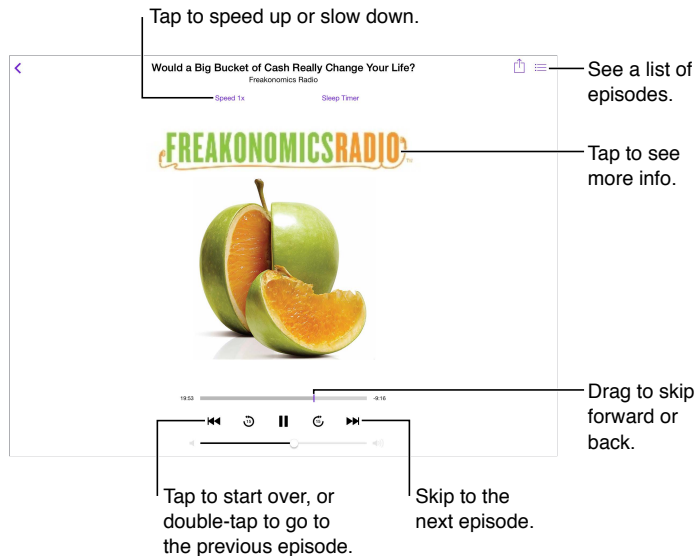 Tap to speed up or slow down.
Would a Big Bucket of Cash Really Change Your Life?
Freakonomics Radio
Speed 1x
Sleep Timer
See a list of
episodes.
FREAKONOMICSRADIO
Tap to see
more info.
19:53
-9:16
Drag to skip
forward or
back.
15
15
Tap to start over, or
double-tap to go to
the previous episode.
Skip to the
next episode.